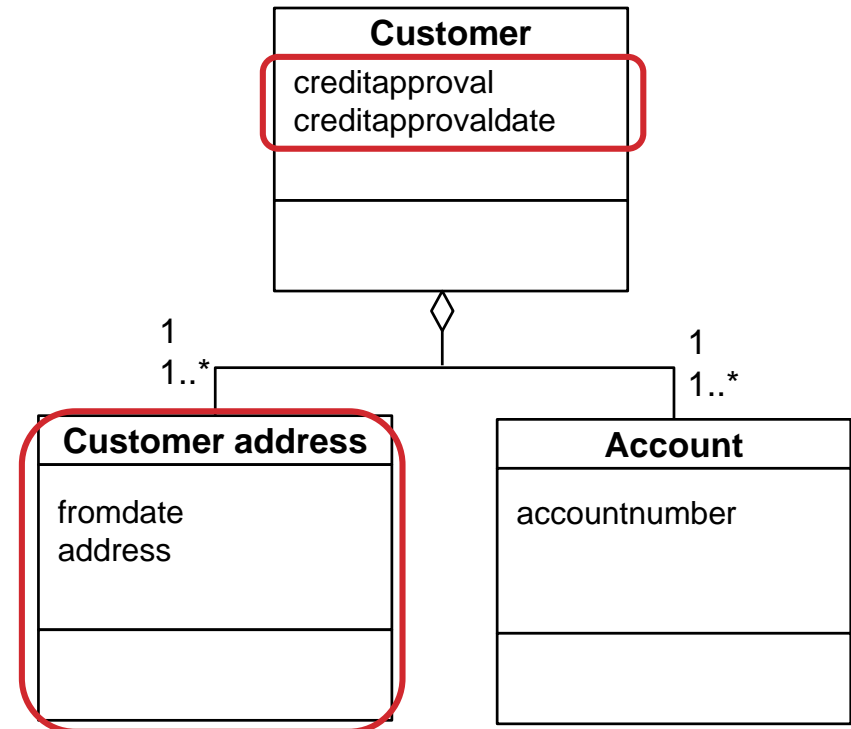 Customer
creditapproval
creditapprovaldate
1
1..*
1
1..*
Customer address
fromdate
address
Account
accountnumber